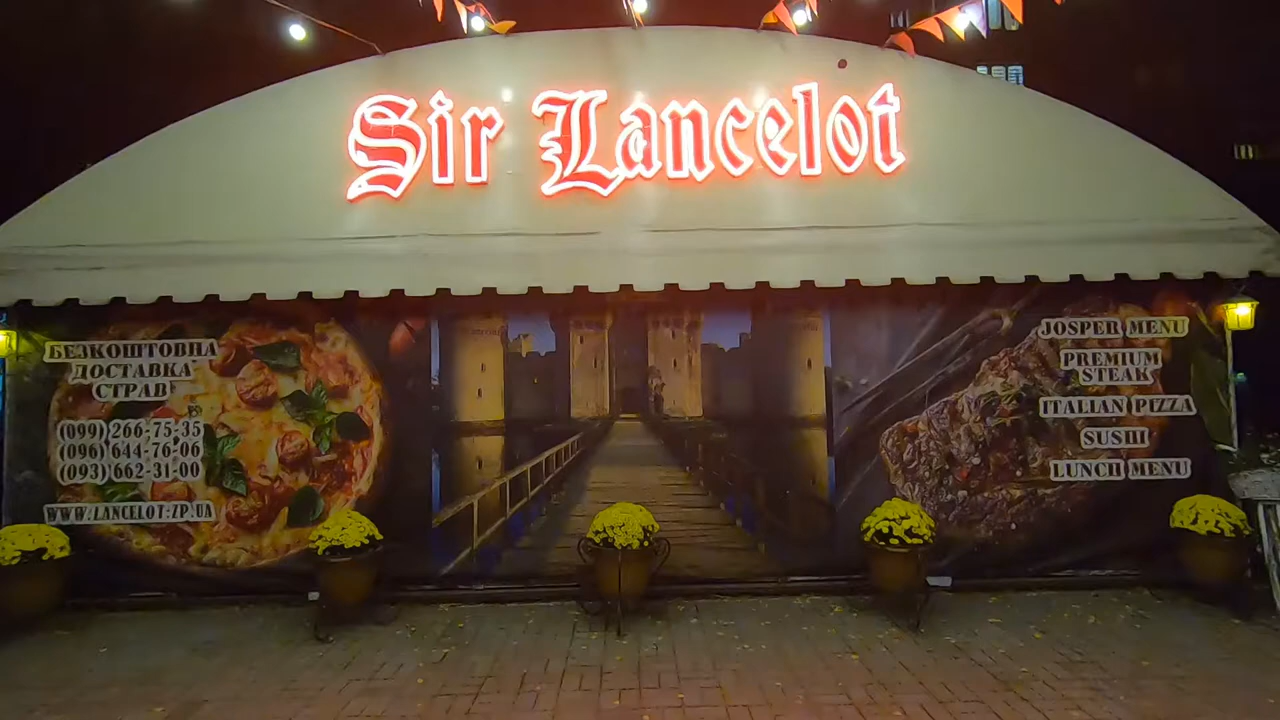 Sir Lancelot
БЕЗКОШТОВНА
ДОСТАВКА
СТРАВ
(099) 266-75-35
(096) 644-76-06
(093) 662-31-00
WWW.LANCELOT.ZP.UA
JOSPER MENU
PREMIUM
STEAK
ITALIAN PIZZA
SUSHI
LUNCH MENU